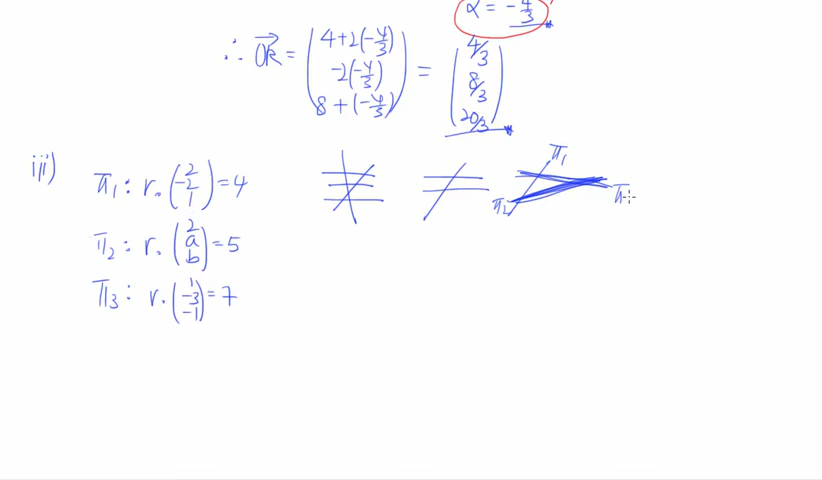 α = -4/3
∴ OR = (4+2(-4/3) -2(-4/3) 8+(-4/3)) = (4/3 8/3 20/3)
iii)
π₁ : r. (2 -2 1) = 4
π₂ : r. (2 a b) = 5
π₃ : r. (1 -3 -1) = 7
π₁
π₂
π